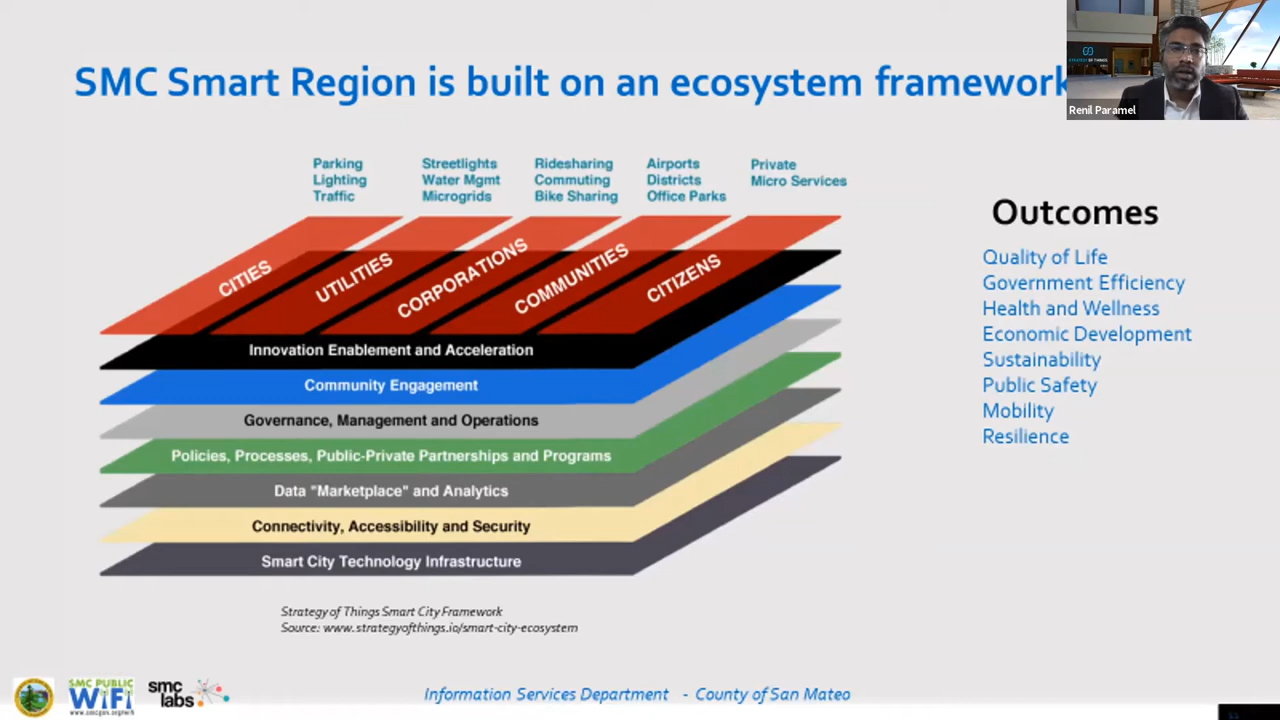 SMC Smart Region is built on an ecosystem framework
STRATEGY OF THINGS
Renil Paramel
Parking
Lighting
Traffic
Streetlights
Water Mgmt
Microgrids
Ridesharing
Commuting
Bike Sharing
Airports
Districts
Office Parks
Private
Micro Services
CITIES
UTILITIES
CORPORATIONS
COMMUNITIES
CITIZENS
Innovation Enablement and Acceleration
Community Engagement
Governance, Management and Operations
Policies, Processes, Public-Private Partnerships and Programs
Data "Marketplace" and Analytics
Connectivity, Accessibility and Security
Smart City Technology Infrastructure
Outcomes
Quality of Life
Government Efficiency
Health and Wellness
Economic Development
Sustainability
Public Safety
Mobility
Resilience
Strategy of Things Smart City Framework
Source: www.strategyofthings.io/smart-city-ecosystem
SMC PUBLIC
WiFi
smc
labs
Information Services Department - County of San Mateo